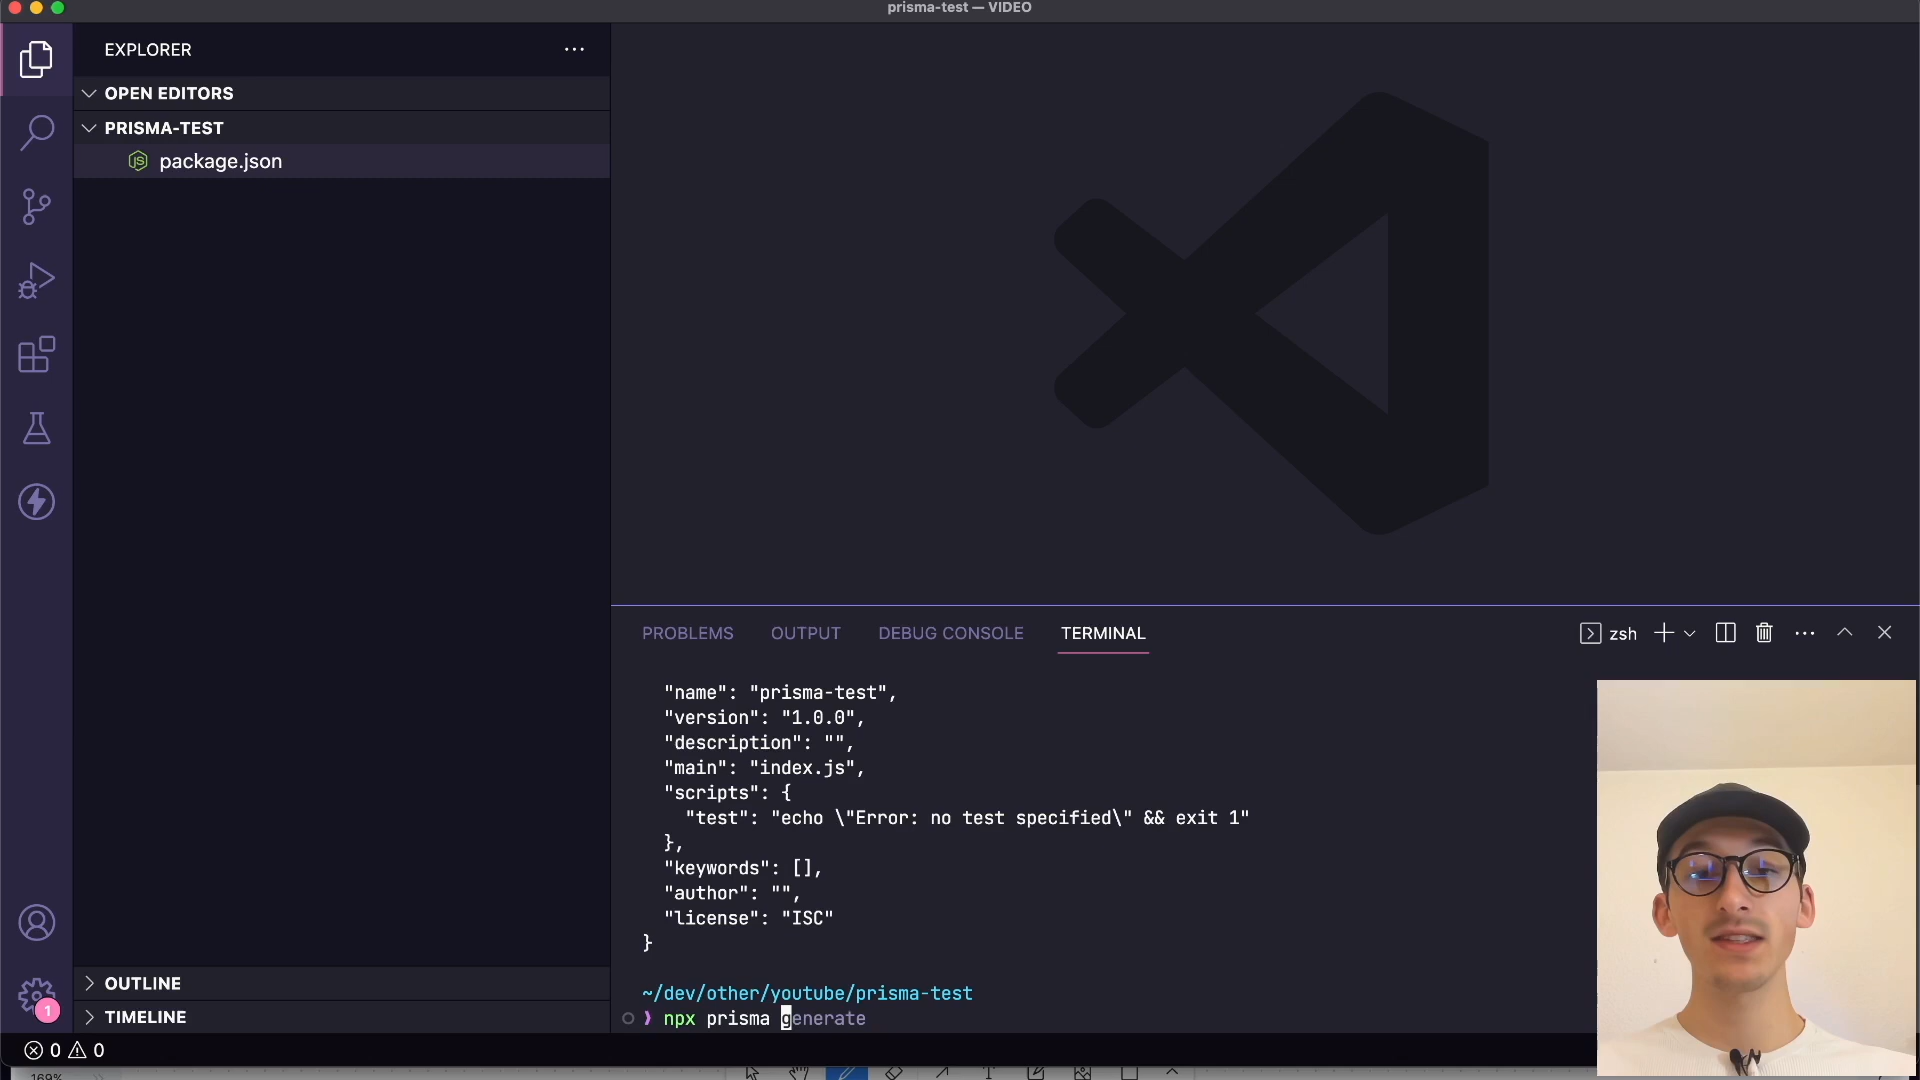 prisma-test — VIDEO
EXPLORER
OPEN EDITORS
PRISMA-TEST
package.json
PROBLEMS
OUTPUT
DEBUG CONSOLE
TERMINAL
zsh
"name": "prisma-test",
"version": "1.0.0",
"description": "",
"main": "index.js",
"scripts": {
"test": "echo \"Error: no test specified\" && exit 1"
},
"keywords": [],
"author": "",
"license": "ISC"
}
~/dev/other/youtube/prisma-test
❯ npx prisma generate
OUTLINE
1
TIMELINE
0
0
169%